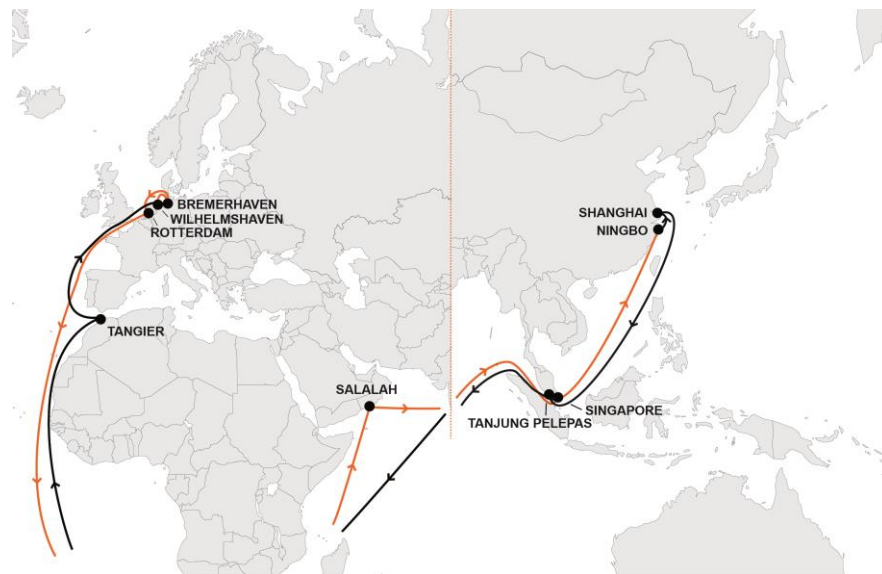 BREMERHAVEN
WILHELMSHAVEN
ROTTERDAM
TANGIER
SALALAH
SHANGHAI
NINGBO
SINGAPORE
TANJUNG PELEPAS